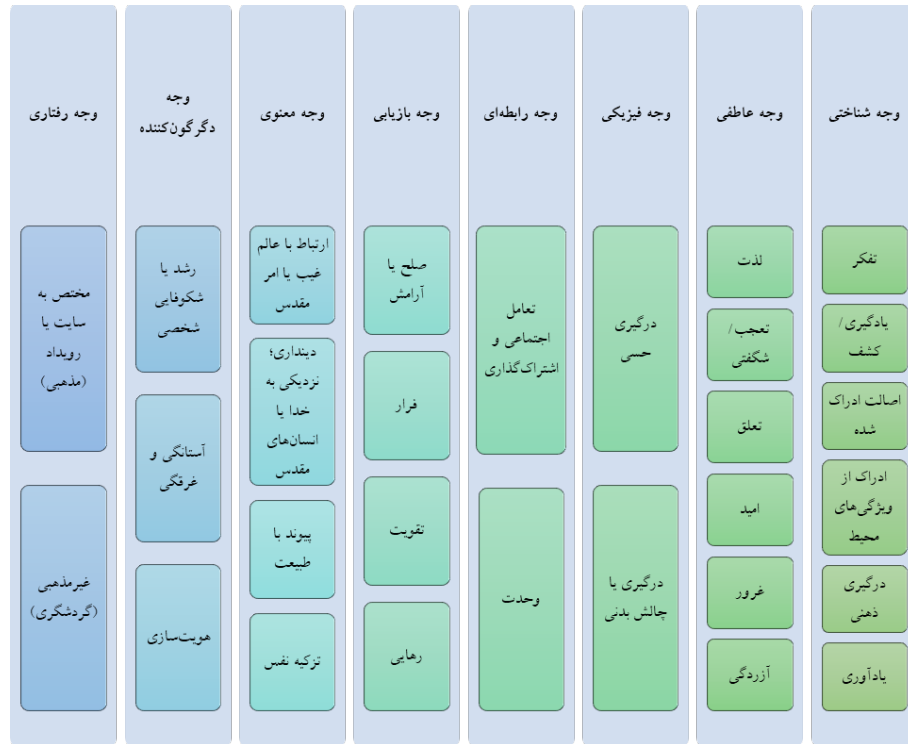 وجه شناختی
تفکر
یادگیری/
کشف
اصالت ادراک
شده
ادراک از
ویژگی‌های
محیط
درگیری
ذهنی
یادآوری
وجه عاطفی
لذت
تعجب/
شگفتی
تعلق
امید
غرور
آزردگی
وجه فیزیکی
درگیری
حسی
درگیری یا
چالش بدنی
وجه رابطه‌ای
تعامل
اجتماعی و
اشتراک‌گذاری
وحدت
وجه بازیابی
صلح یا
آرامش
فرار
تقویت
رهایی
وجه معنوی
ارتباط با عالم
غیب یا امر
مقدس
دینداری؛
نزدیکی به
خدا یا
انسان‌های
مقدس
پیوند با
طبیعت
تزکیه نفس
وجه
دگرگون‌کننده
رشد یا
شکوفایی
شخصی
آستانگی و
غرقگی
هویت‌سازی
وجه رفتاری
مختص به
سایت یا
رویداد
(مذهبی)
غیرمذهبی
(گردشگری)